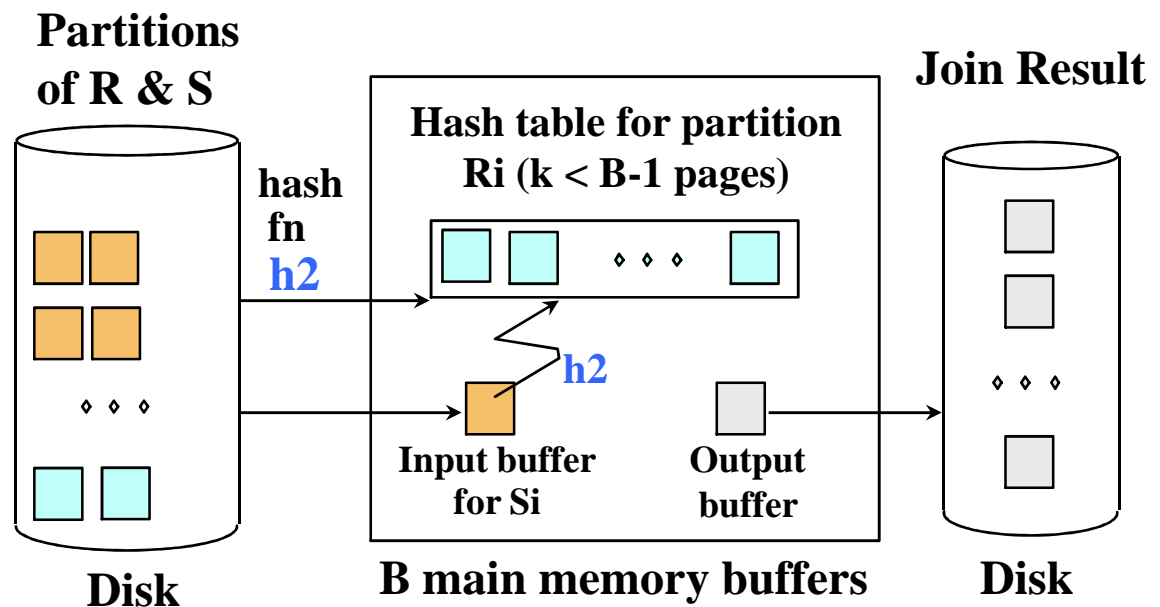 Partitions
of R & S
hash
fn
h2
Hash table for partition
Ri (k < B-1 pages)
h2
Input buffer
for Si
Output
buffer
Join Result
Disk
B main memory buffers
Disk